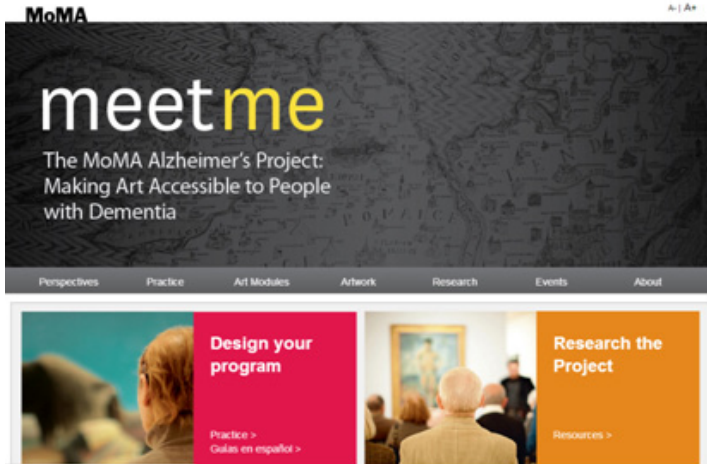 MoMA
A- | A+
meetme
The MoMA Alzheimer's Project:
Making Art Accessible to People
with Dementia
Perspectives Practice Art Modules Artwork Research Events About
Design your
program
Practice >
Guías en español >
Research the
Project
Resources >